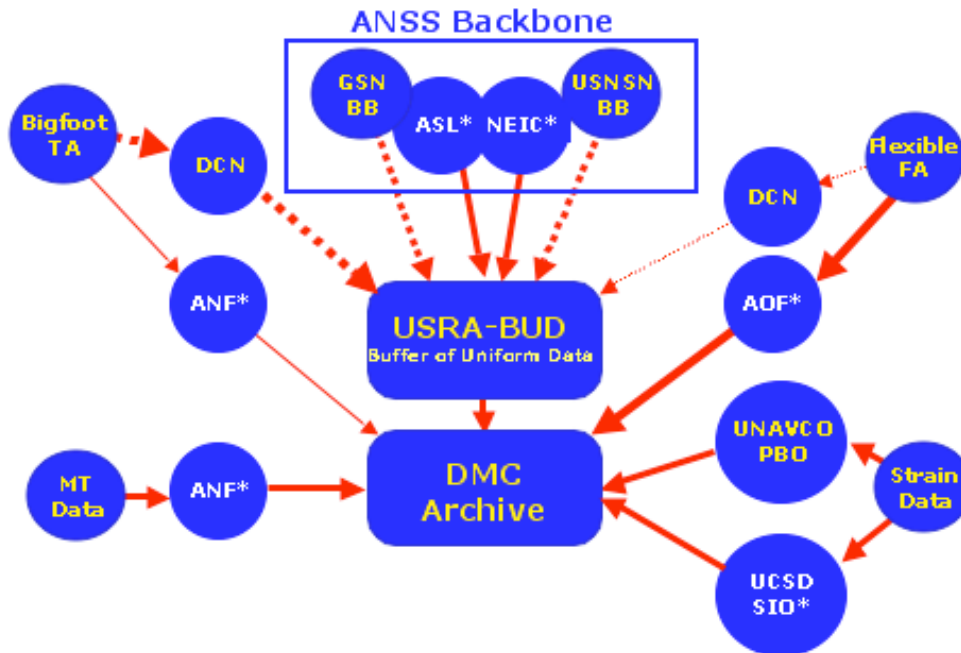 ANSS Backbone
GSN
BB
USNSN
BB
ASL*
NEIC*
Bigfoot
TA
DCN
Flexible
FA
DCN
ANF*
USRA-BUD
Buffer of Uniform Data
AOF*
UNAVCO
PBO
MT
Data
ANF*
DMC
Archive
Strain
Data
UCSD
SIO*